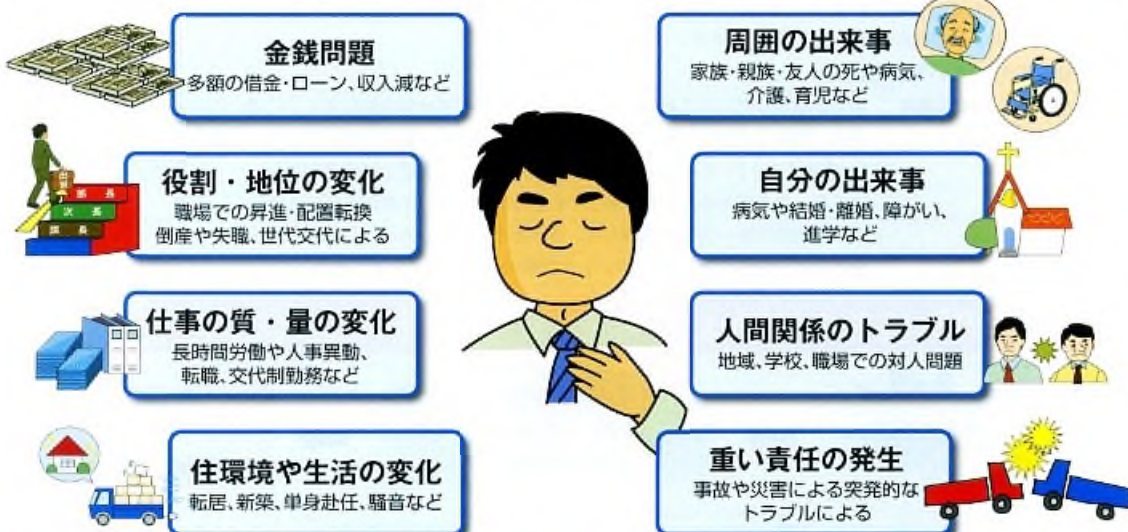 金銭問題
多額の借金・ローン、収入減など
役割・地位の変化
職場での昇進・配置転換
倒産や失職、世代交代による
部長
次長
課長
仕事の質・量の変化
長時間労働や人事異動、
転職、交代制勤務など
住環境や生活の変化
転居、新築、単身赴任、騒音など
周囲の出来事
家族・親族・友人の死や病気、
介護、育児など
自分の出来事
病気や結婚・離婚、障がい、
進学など
人間関係のトラブル
地域、学校、職場での対人問題
重い責任の発生
事故や災害による突発的な
トラブルによる